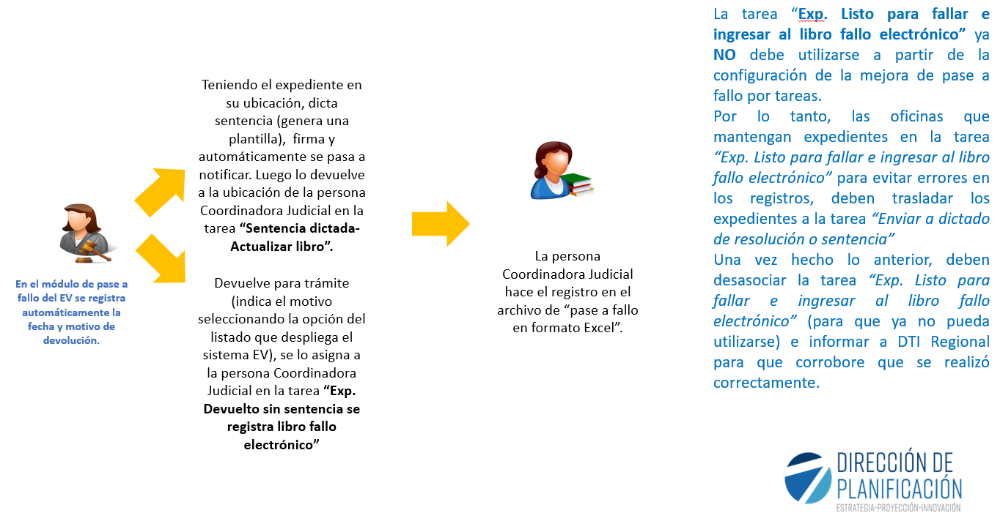 En el módulo de pase a
fallo del EV se registra
automáticamente la
fecha y motivo de
devolución.
Teniendo el expediente en
su ubicación, dicta
sentencia (genera una
plantilla), firma y
automáticamente se pasa a
notificar. Luego lo devuelve
a la ubicación de la persona
Coordinadora Judicial en la
tarea “Sentencia dictada-
Actualizar libro”.
Devuelve para trámite
(indica el motivo
seleccionando la opción del
listado que despliega el
sistema EV), se lo asigna a
la persona Coordinadora
Judicial en la tarea “Exp.
Devuelto sin sentencia se
registra libro fallo
electrónico”
La persona
Coordinadora Judicial
hace el registro en el
archivo de “pase a fallo
en formato Excel”.
La tarea “Exp. Listo para fallar e
ingresar al libro fallo electrónico” ya
NO debe utilizarse a partir de la
configuración de la mejora de pase a
fallo por tareas.
Por lo tanto, las oficinas que
mantengan expedientes en la tarea
“Exp. Listo para fallar e ingresar al libro
fallo electrónico” para evitar errores en
los registros, deben trasladar los
expedientes a la tarea “Enviar a dictado
de resolución o sentencia”
Una vez hecho lo anterior, deben
desasociar la tarea “Exp. Listo para
fallar e ingresar al libro fallo
electrónico” (para que ya no pueda
utilizarse) e informar a DTI Regional
para que corrobore que se realizó
correctamente.
DIRECCIÓN DE
PLANIFICACIÓN
ESTRATEGIA-PROYECCIÓN-INNOVACIÓN